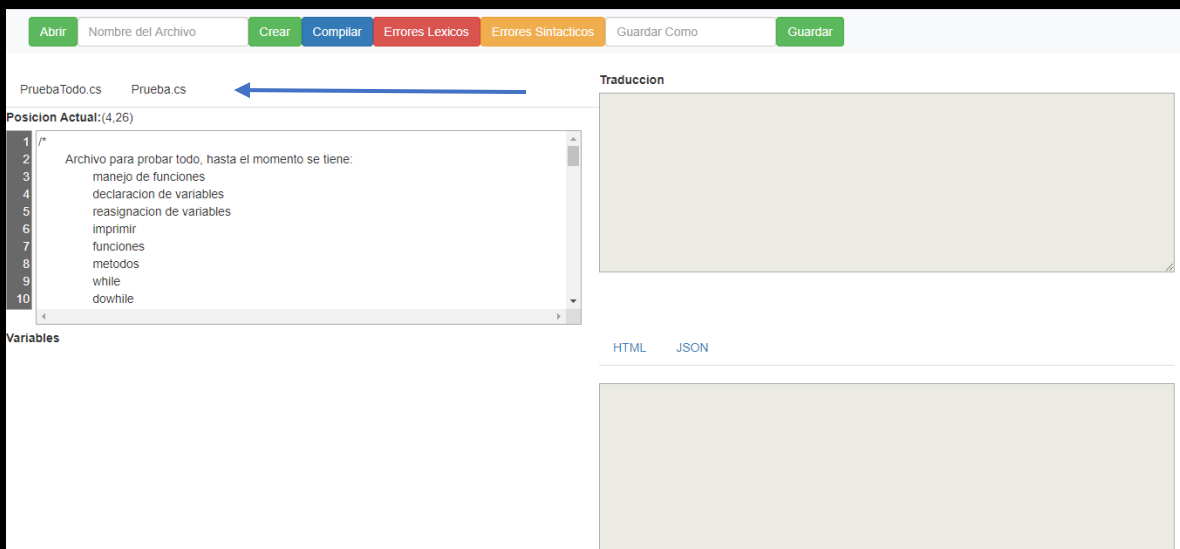 Abrir Nombre del Archivo Crear Compilar Errores Lexicos Errores Sintacticos Guardar Como Guardar
PruebaTodo.cs Prueba.cs
Posicion Actual:(4,26)
1 /*
2 Archivo para probar todo, hasta el momento se tiene:
3 manejo de funciones
4 declaracion de variables
5 reasignacion de variables
6 imprimir
7 funciones
8 metodos
9 while
10 dowhile
Variables
Traduccion
HTML JSON